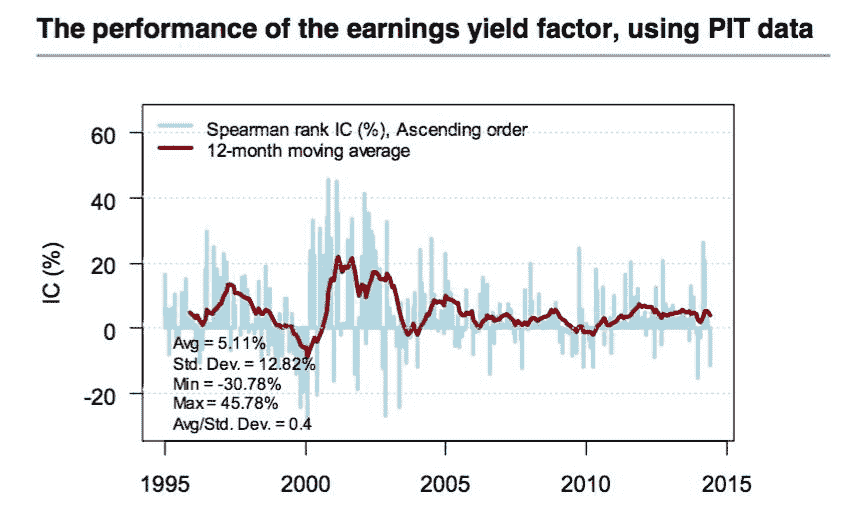 The performance of the earnings yield factor, using PIT data
Spearman rank IC (%), Ascending order
12-month moving average
60
40
20
0
-20
IC (%)
Avg = 5.11%
Std. Dev. = 12.82%
Min = -30.78%
Max = 45.78%
Avg/Std. Dev. = 0.4
1995 2000 2005 2010 2015